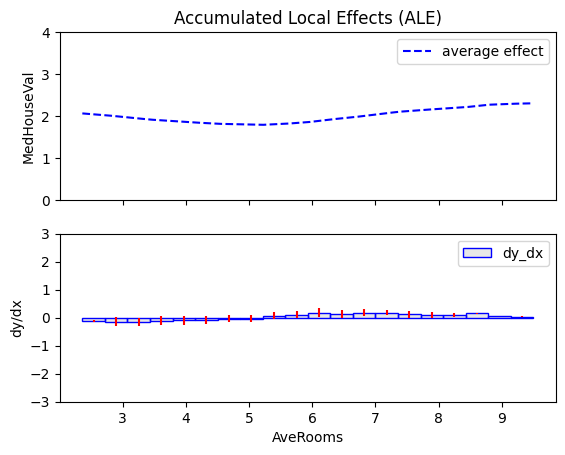 Accumulated Local Effects (ALE)
4
3
2
1
0
MedHouseVal
average effect
3
2
1
0
−1
−2
−3
dy/dx
dy_dx
3 4 5 6 7 8 9
AveRooms